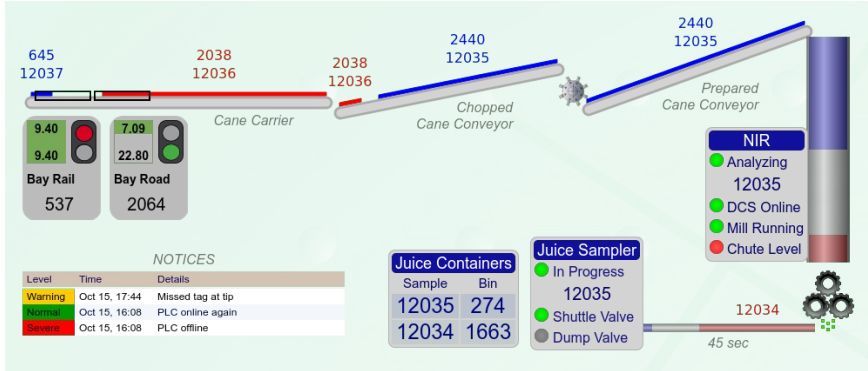 645
12037
2038
12036
2038
12036
2440
12035
2440
12035
Cane Carrier
Chopped
Cane Conveyor
Prepared
Cane Conveyor
9.40
9.40
Bay Rail
537
7.09
22.80
Bay Road
2064
NIR
Analyzing
12035
DCS Online
Mill Running
Chute Level
NOTICES
Level Time Details
Warning Oct 15, 17:44 Missed tag at tip
Normal Oct 15, 16:08 PLC online again
Severe Oct 15, 16:08 PLC offline
Juice Containers
Sample Bin
12035 274
12034 1663
Juice Sampler
In Progress
12035
Shuttle Valve
Dump Valve
12034
45 sec